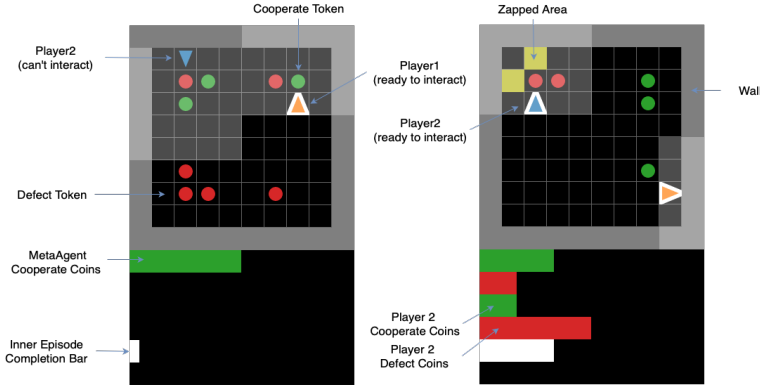 Cooperate Token
Zapped Area
Player2
(can't interact)
Player1
(ready to interact)
Wall
Player2
(ready to interact)
Defect Token
MetaAgent
Cooperate Coins
Player 2
Cooperate Coins
Inner Episode
Completion Bar
Player 2
Defect Coins